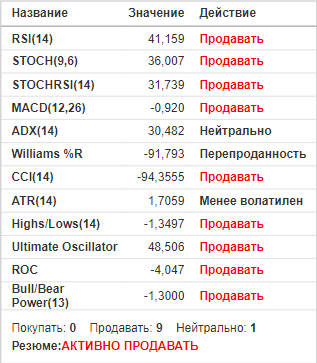 Название Значение Действие
RSI(14) 41,159 Продавать
STOCH(9,6) 36,007 Продавать
STOCHRSI(14) 31,739 Продавать
MACD(12,26) -0,920 Продавать
ADX(14) 30,482 Нейтрально
Williams %R -91,793 Перепроданность
CCI(14) -94,3555 Продавать
ATR(14) 1,7059 Менее волатилен
Highs/Lows(14) -1,3497 Продавать
Ultimate Oscillator 48,506 Продавать
ROC -4,047 Продавать
Bull/Bear
Power(13) -1,3000 Продавать
Покупать: 0 Продавать: 9 Нейтрально: 1
Резюме:АКТИВНО ПРОДАВАТЬ